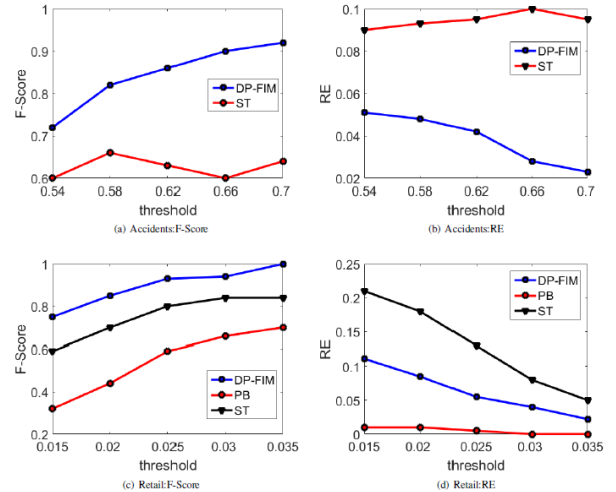 1
0.9
0.8
0.7
0.6
F-Score
DP-FIM
ST
0.54 0.58 0.62 0.66 0.7
threshold
(a) Accidents:F-Score
0.1
0.08
0.06
0.04
0.02
RE
DP-FIM
ST
0.54 0.58 0.62 0.66 0.7
threshold
(b) Accidents:RE
1
0.8
0.6
0.4
0.2
F-Score
DP-FIM
PB
ST
0.015 0.02 0.025 0.03 0.035
threshold
(c) Retail:F-Score
0.25
0.2
0.15
0.1
0.05
0
RE
DP-FIM
PB
ST
0.015 0.02 0.025 0.03 0.035
threshold
(d) Retail:RE